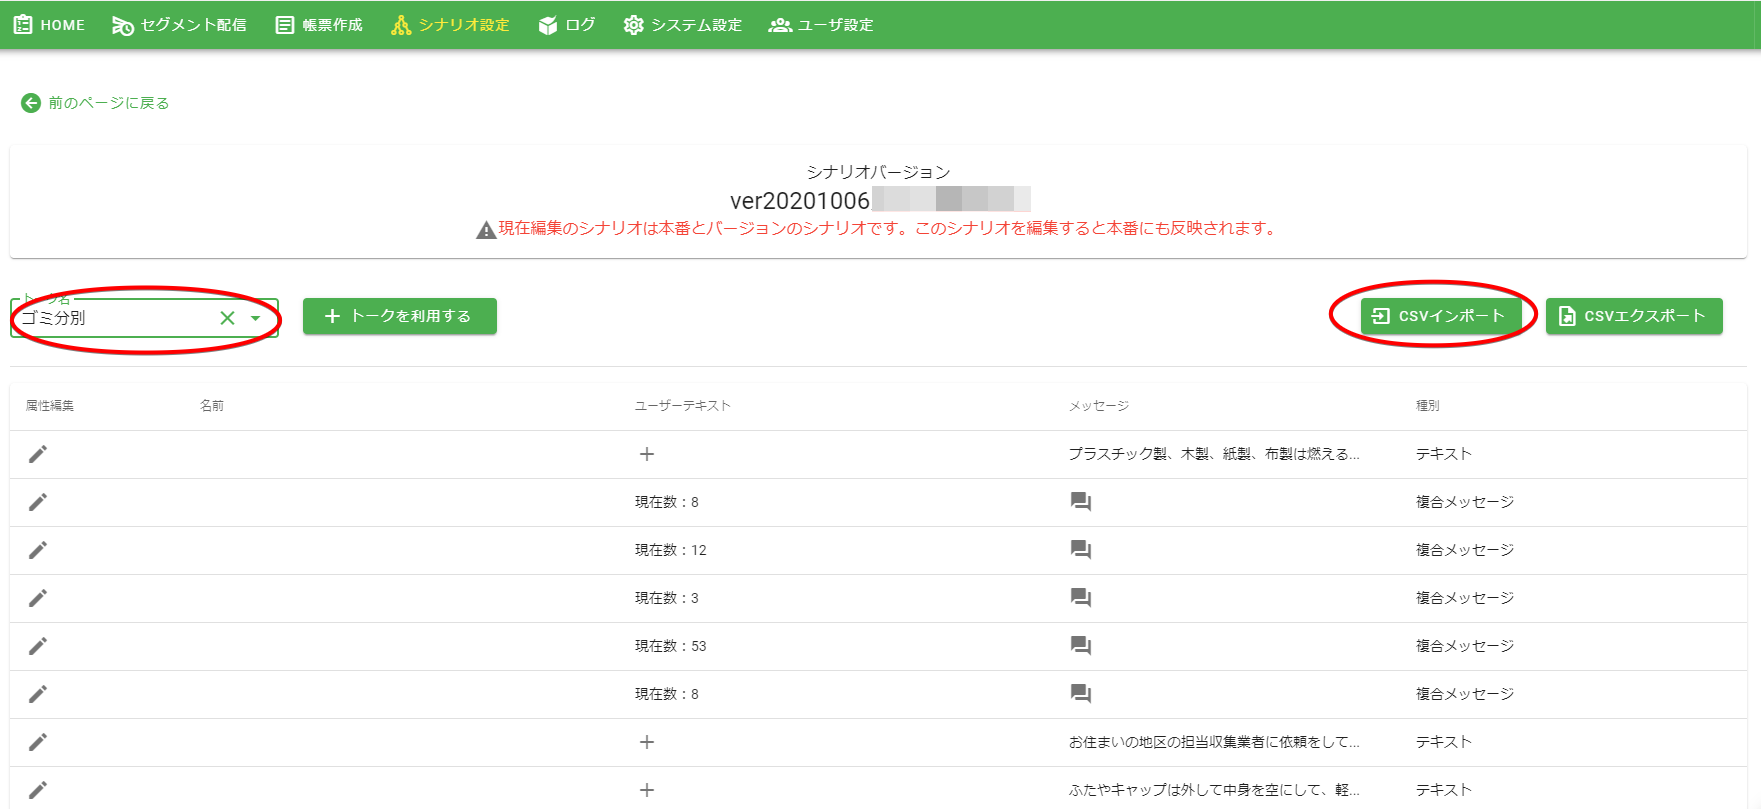 HOME セグメント配信 帳票作成 シナリオ設定 ログ システム設定 ユーザ設定
前のページに戻る
シナリオバージョン
ver20201006
現在編集のシナリオは本番とバージョンのシナリオです。このシナリオを編集すると本番にも反映されます。
トーク名
ゴミ分別
トークを利用する
CSVインポート
CSVエクスポート
属性編集 名前 ユーザーテキスト メッセージ 種別
プラスチック製、木製、紙製、布製は燃える... テキスト
現在数：8 複合メッセージ
現在数：12 複合メッセージ
現在数：3 複合メッセージ
現在数：53 複合メッセージ
現在数：8 複合メッセージ
お住まいの地区の担当収集業者に依頼をして... テキスト
ふたやキャップは外して中身を空にして、軽... テキスト